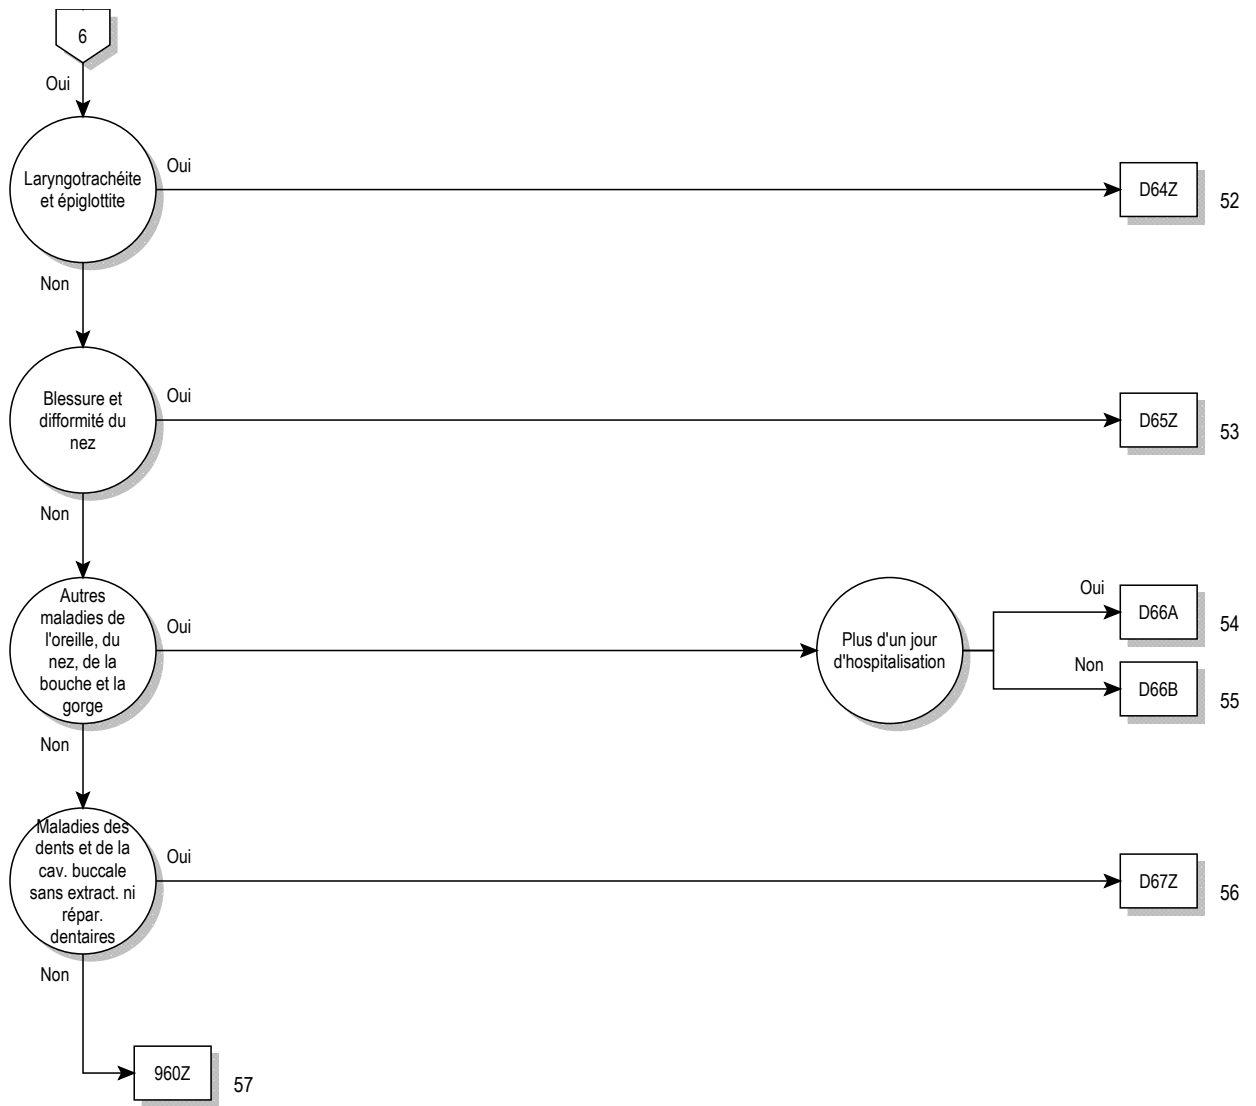 6
Oui
Laryngotrachéite
et épiglottite
Oui
D64Z
52
Non
Blessure et
difformité du
nez
Oui
D65Z
53
Non
Autres
maladies de
l'oreille, du
nez, de la
bouche et la
gorge
Oui
Plus d'un jour
d'hospitalisation
Oui
D66A
54
Non
D66B
55
Non
Maladies des
dents et de la
cav. buccale
sans extract. ni
répar.
dentaires
Oui
D67Z
56
Non
960Z
57